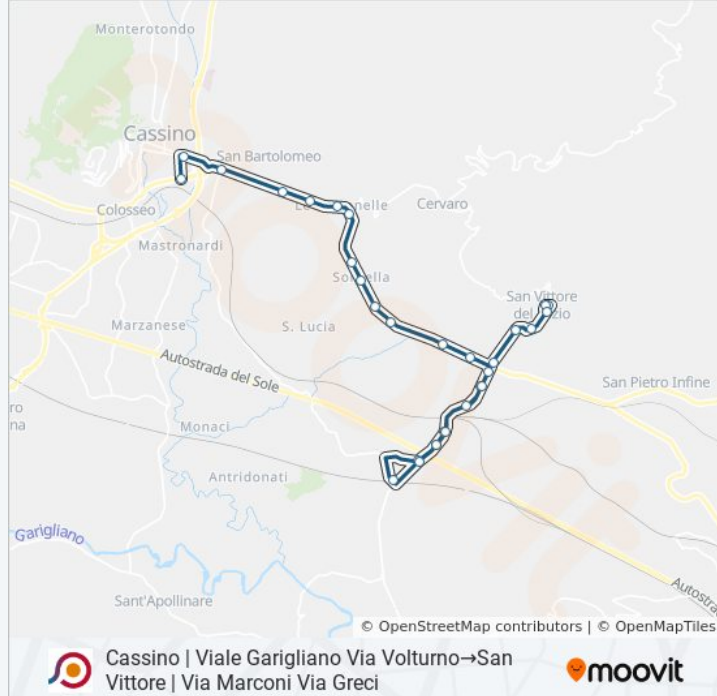 Monterotondo
Cassino
San Bartolomeo
Colosseo
Cervaro
Mastronardi
San Vittore
S. Lucia
Marzanese
Autostrada del Sole
San Pietro Infine
Monaci
Antridonati
Garigliano
Sant'Apollinare
Autostra
© OpenStreetMap contributors | © OpenMapTiles
Cassino | Viale Garigliano Via Volturno→San
Vittore | Via Marconi Via Greci
moovit